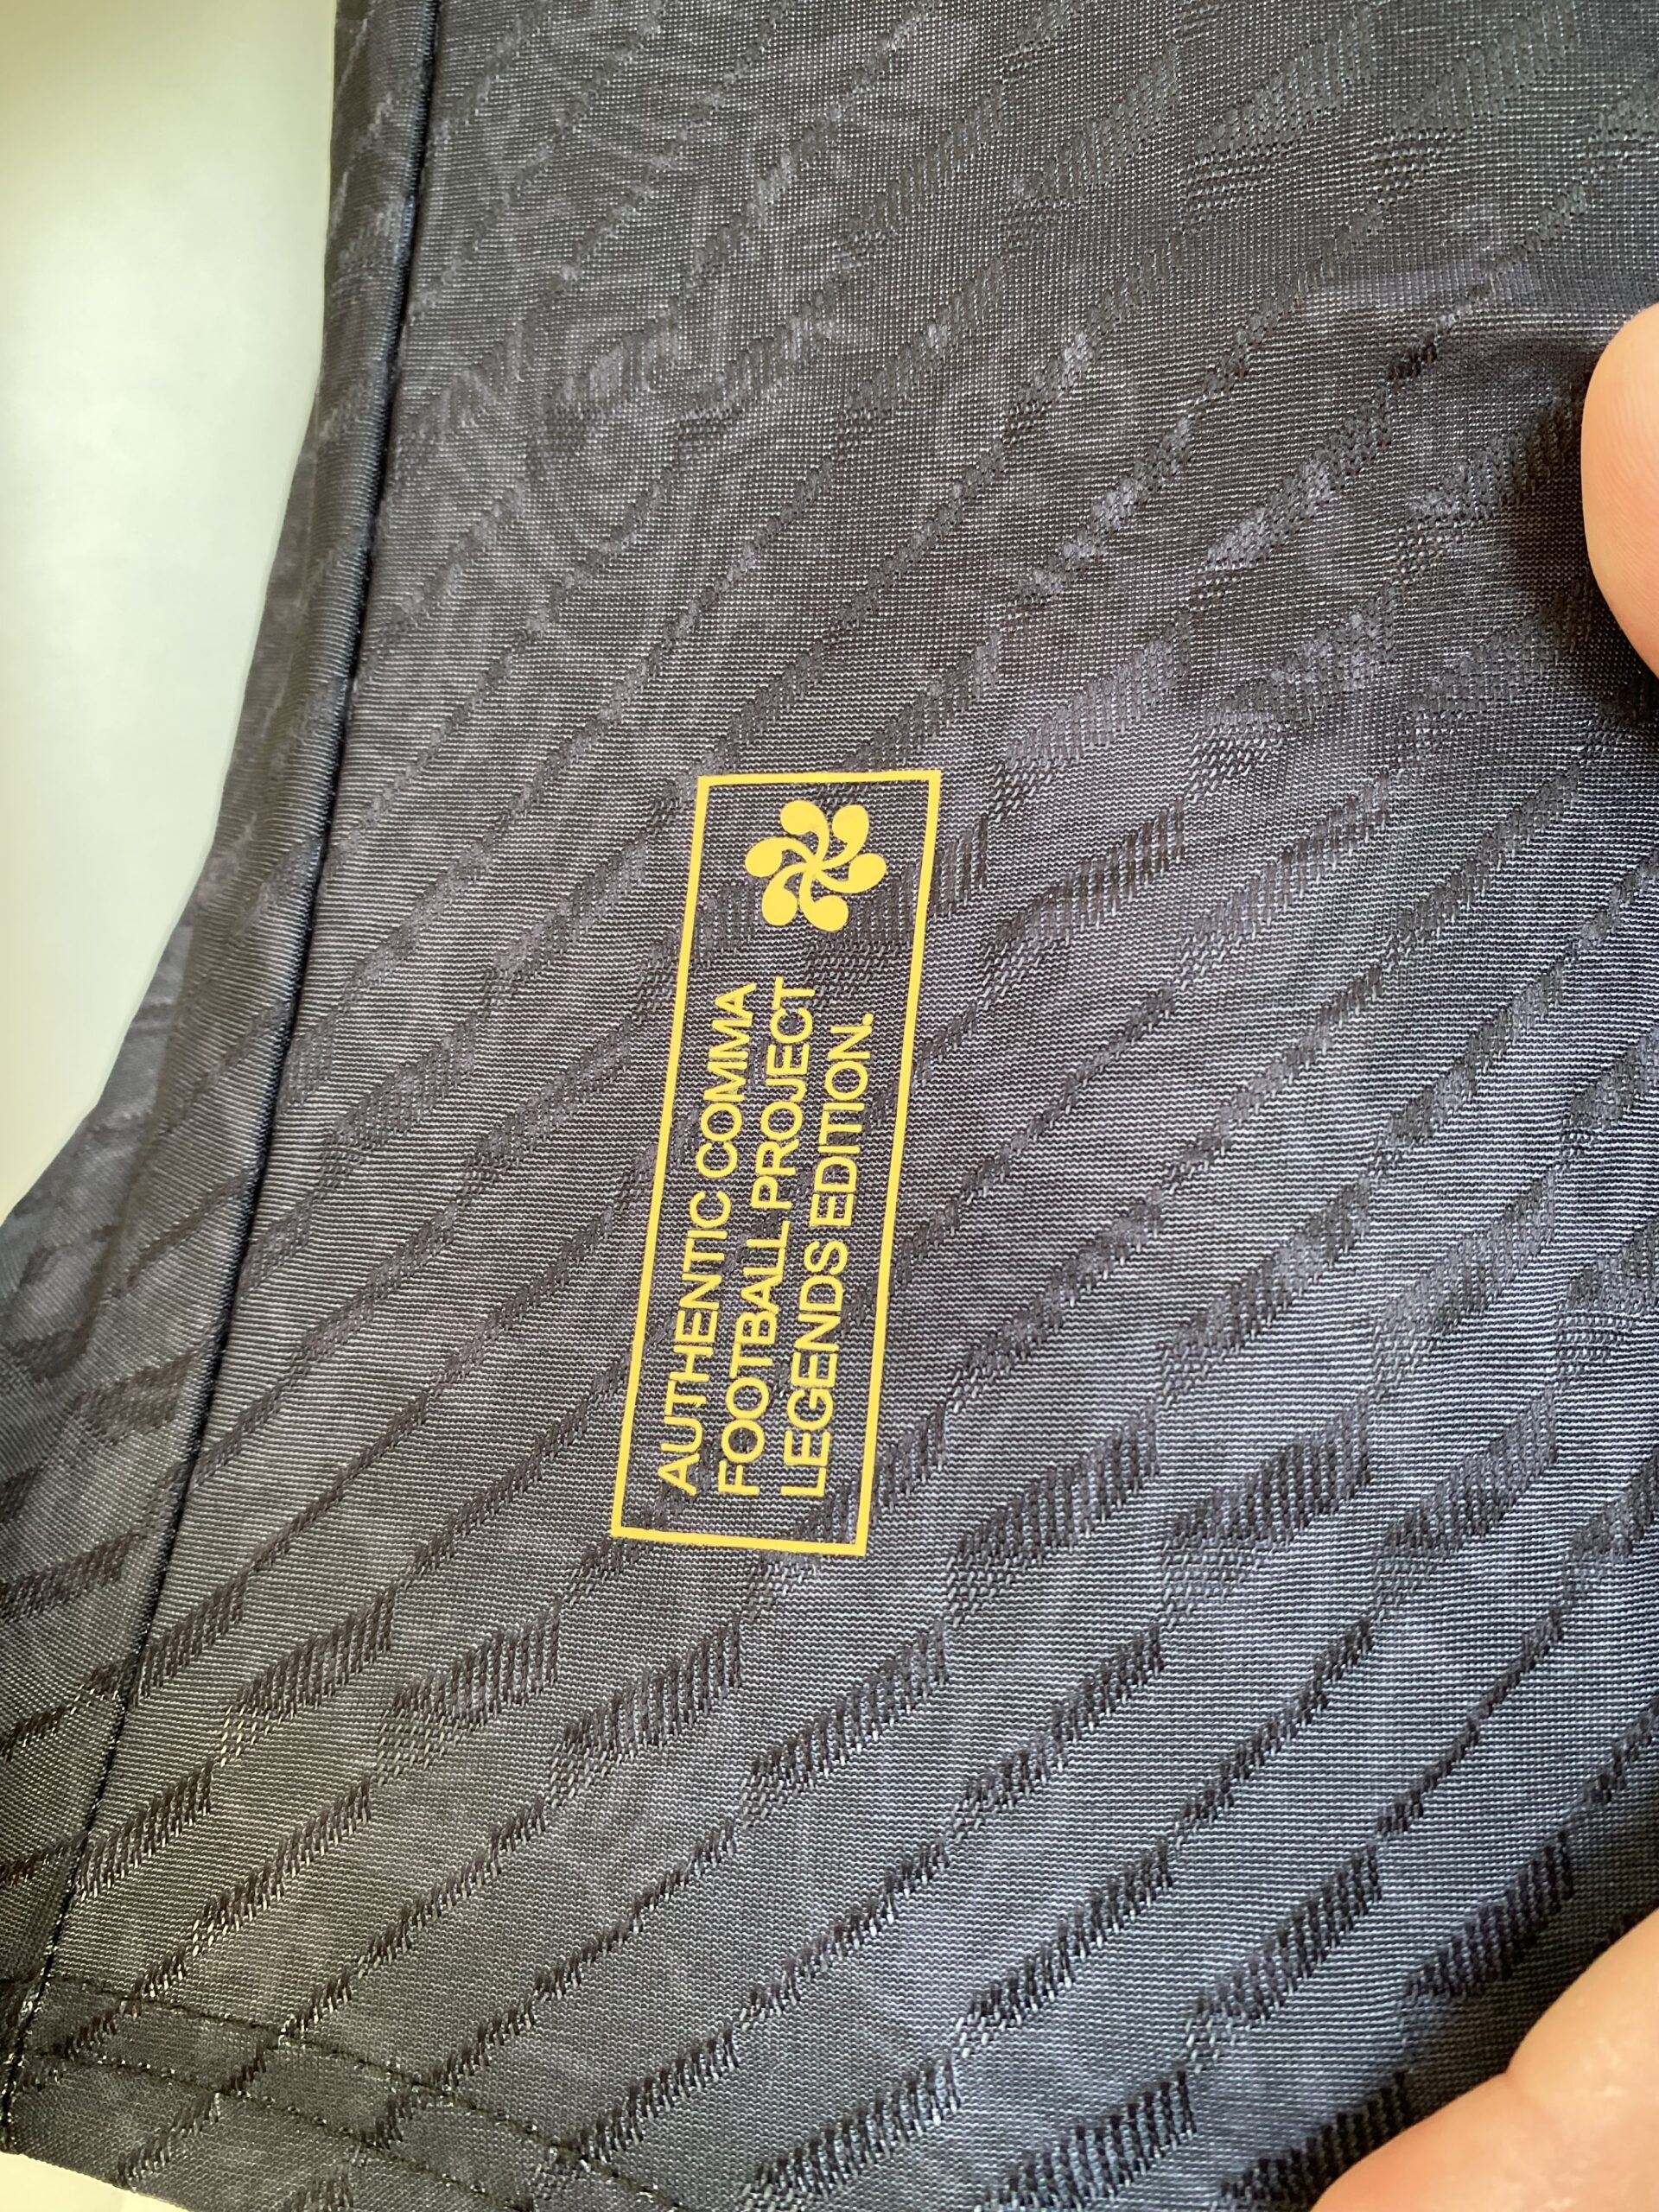 AUTHENTIC COMMA
FOOTBALL PROJECT
LEGENDS EDITION.